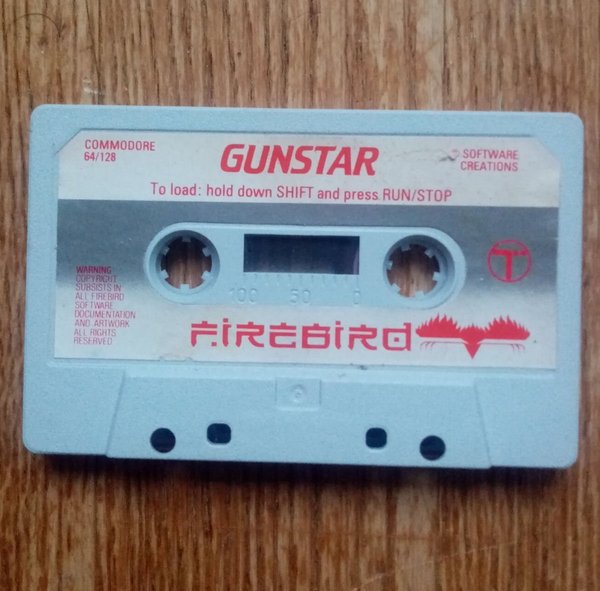 COMMODORE
64/128
GUNSTAR
© SOFTWARE
CREATIONS
To load: hold down SHIFT and press RUN/STOP
100 50 0
T
WARNING
COPYRIGHT
SUBSISTS IN
ALL FIREBIRD
SOFTWARE
DOCUMENTATION
AND ARTWORK
ALL RIGHTS
RESERVED
FIREBIRD